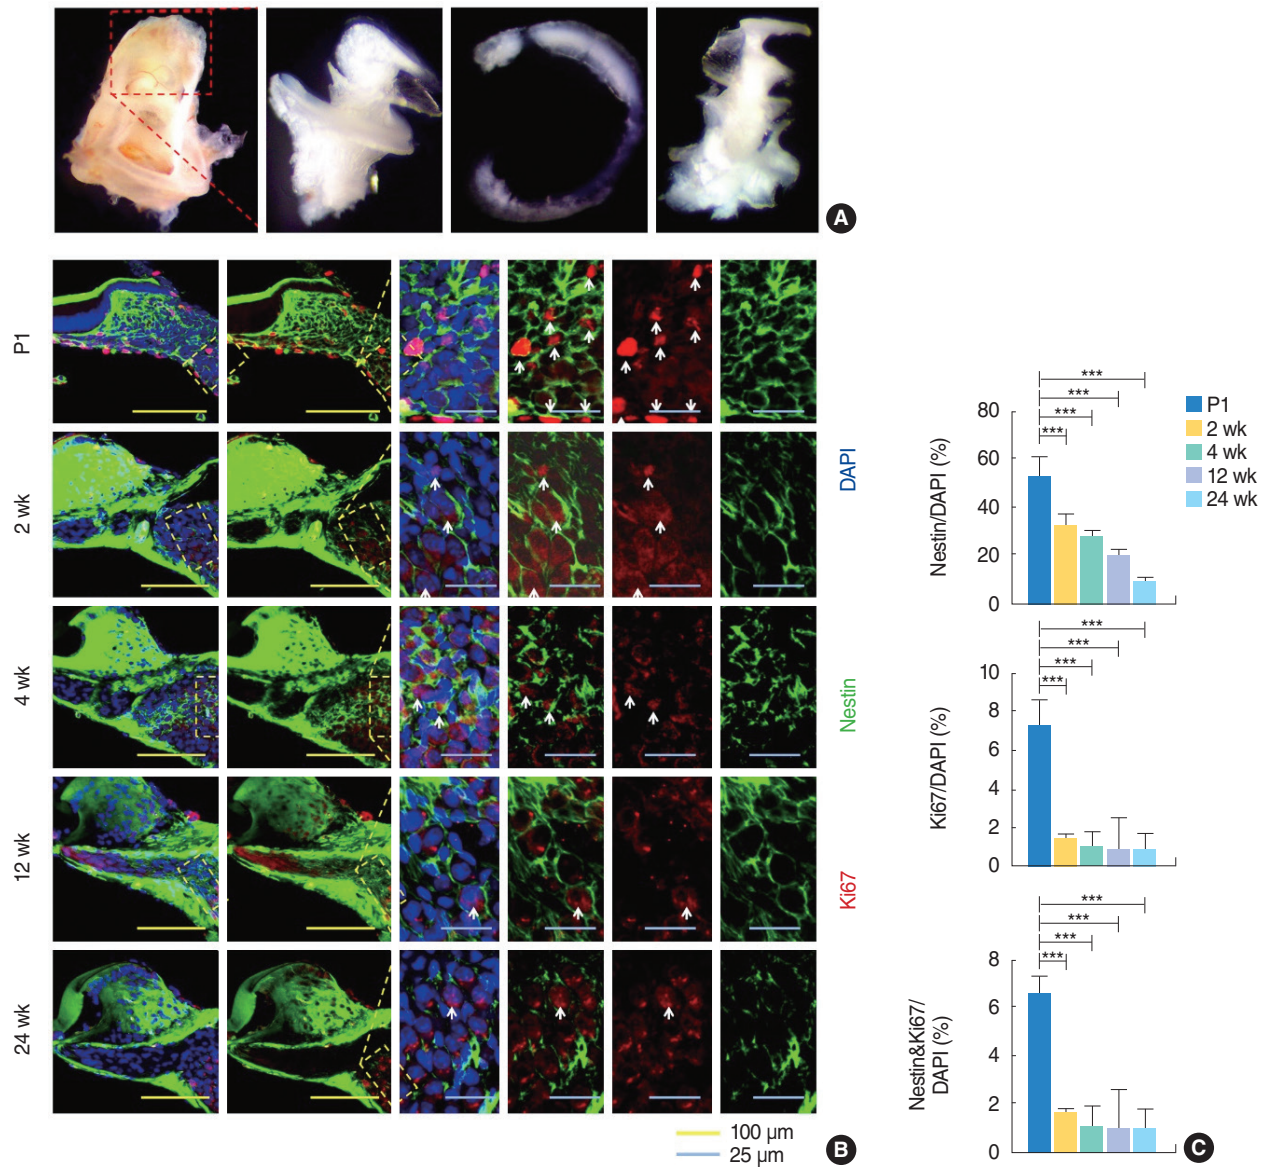 A
P1
2 wk
4 wk
12 wk
24 wk
DAPI
Nestin
Ki67
100 µm
25 µm
B
***
***
***
***
Nestin/DAPI (%)
80
60
40
20
0
P1
2 wk
4 wk
12 wk
24 wk
***
***
***
***
Ki67/DAPI (%)
10
8
6
4
2
0
***
***
***
***
Nestin&Ki67/
DAPI (%)
8
6
4
2
0
C